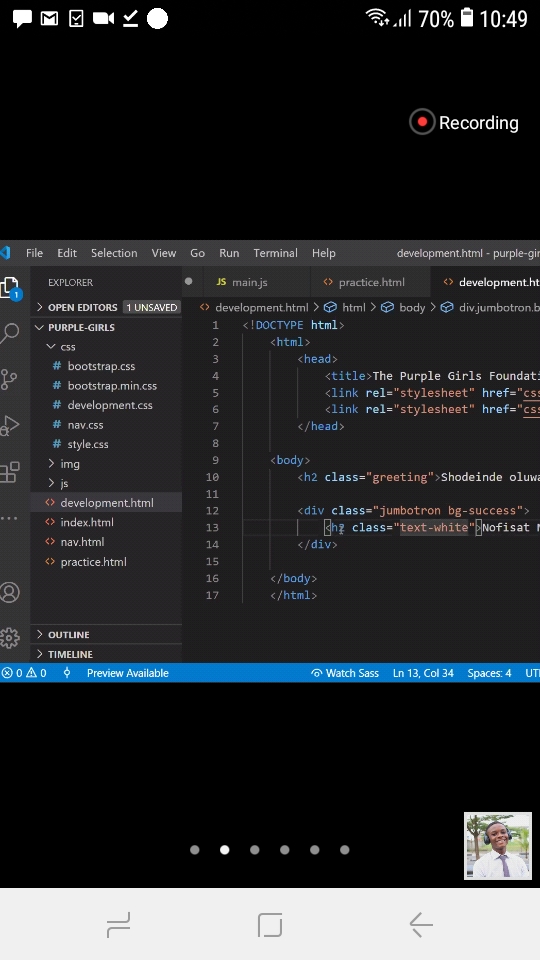 70% 10:49
Recording
File Edit Selection View Go Run Terminal Help development.html - purple-gir
EXPLORER
JS main.js
<> practice.html
<> development.ht
1
OPEN EDITORS 1 UNSAVED
PURPLE-GIRLS
css
# bootstrap.css
# bootstrap.min.css
# development.css
# nav.css
# style.css
img
js
<> development.html
<> index.html
<> nav.html
<> practice.html
OUTLINE
TIMELINE
<> development.html > html > body > div.jumbotron.b
1 <!DOCTYPE html>
2 <html>
3 <head>
4 <title>The Purple Girls Foundati
5 <link rel="stylesheet" href="css
6 <link rel="stylesheet" href="css
7 </head>
8
9 <body>
10 <h2 class="greeting">Shodeinde oluwa
11
12 <div class="jumbotron bg-success">
13 <h2 class="text-white">Nofisat M
14 </div>
15
16 </body>
17 </html>
0 0 Preview Available Watch Sass Ln 13, Col 34 Spaces: 4 UT